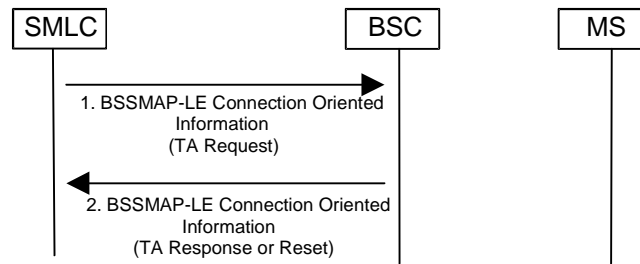 SMLC
BSC
MS
1. BSSMAP-LE Connection Oriented
Information
(TA Request)
2. BSSMAP-LE Connection Oriented
Information
(TA Response or Reset)